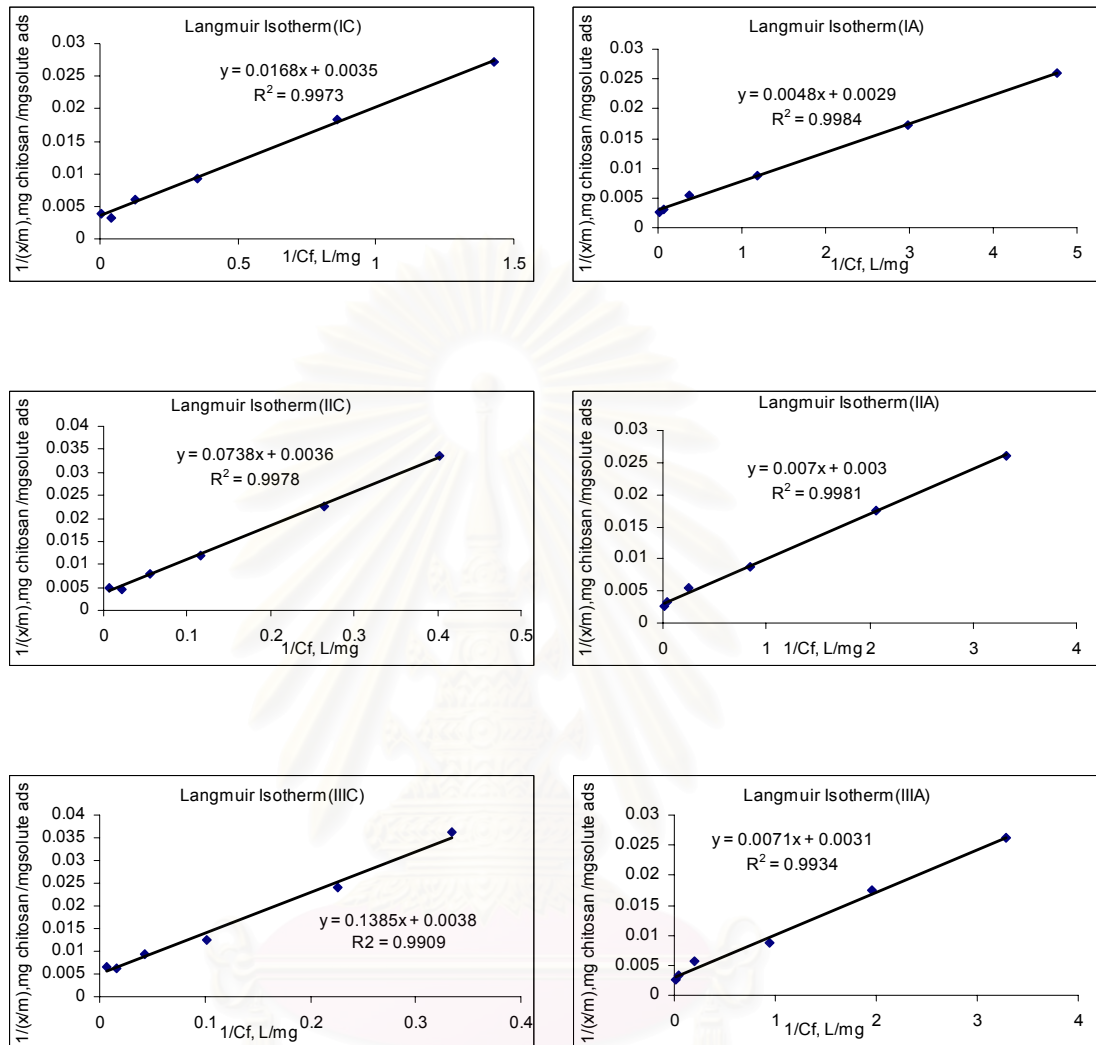 Langmuir Isotherm(IC)
1/(x/m),mg chitosan /mgsolute ads
0.03
0.025
0.02
0.015
0.01
0.005
0
y = 0.0168x + 0.0035
R² = 0.9973
0 0.5 1 1.5
1/Cf, L/mg
Langmuir Isotherm(IA)
1/(x/m),mg chitosan /mgsolute ads
0.03
0.025
0.02
0.015
0.01
0.005
0
y = 0.0048x + 0.0029
R² = 0.9984
0 1 2 3 4 5
1/Cf, L/mg
Langmuir Isotherm(IIC)
1/(x/m),mg chitosan /mgsolute ads
0.04
0.035
0.03
0.025
0.02
0.015
0.01
0.005
0
y = 0.0738x + 0.0036
R² = 0.9978
0 0.1 0.2 0.3 0.4 0.5
1/Cf, L/mg
Langmuir Isotherm(IIA)
1/(x/m),mg chitosan /mgsolute ads
0.03
0.025
0.02
0.015
0.01
0.005
0
y = 0.007x + 0.003
R² = 0.9981
0 1 1/Cf, L/mg 2 3 4
Langmuir Isotherm(IIIC)
1/(x/m),mg chitosan /mgsolute ads
0.04
0.035
0.03
0.025
0.02
0.015
0.01
0.005
0
y = 0.1385x + 0.0038
R2 = 0.9909
0 0.1 0.2 0.3 0.4
1/Cf, L/mg
Langmuir Isotherm(IIIA)
1/(x/m),mg chitosan /mgsolute ads
0.03
0.025
0.02
0.015
0.01
0.005
0
y = 0.0071x + 0.0031
R² = 0.9934
0 1 2 3 4
1/Cf, L/mg